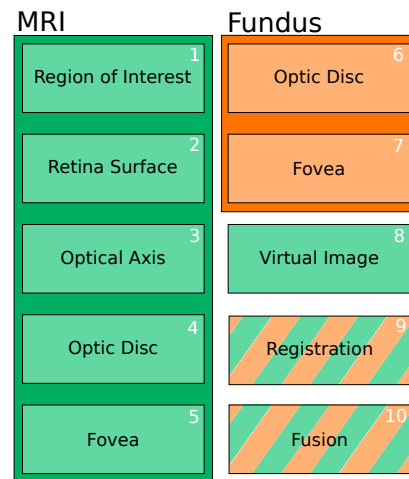 MRI
1
Region of Interest
2
Retina Surface
3
Optical Axis
4
Optic Disc
5
Fovea
Fundus
6
Optic Disc
7
Fovea
8
Virtual Image
9
Registration
10
Fusion